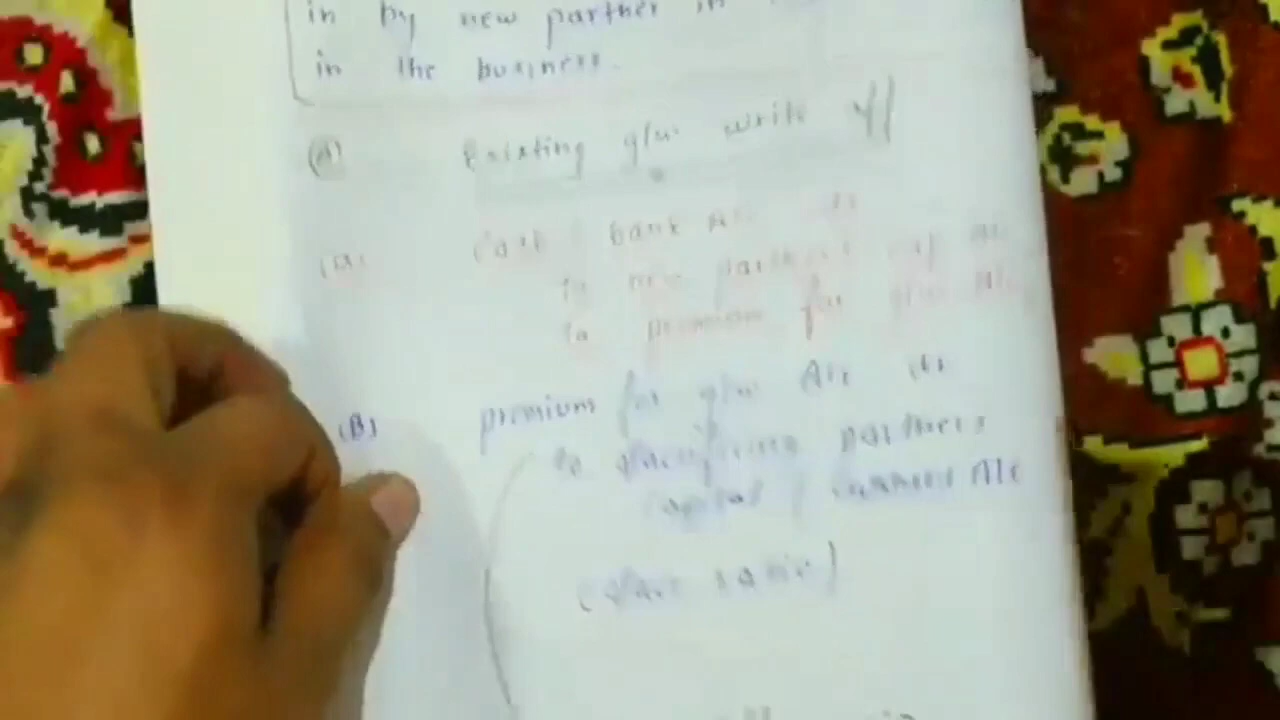 in by new partner in
in the business.
(A) Existing g/w write off
Cash / bank A/c dr
To new partner's cap A/c
To premium for g/w A/c
(B) premium for g/w A/c dr
To sacrificing partners
capital / current A/c